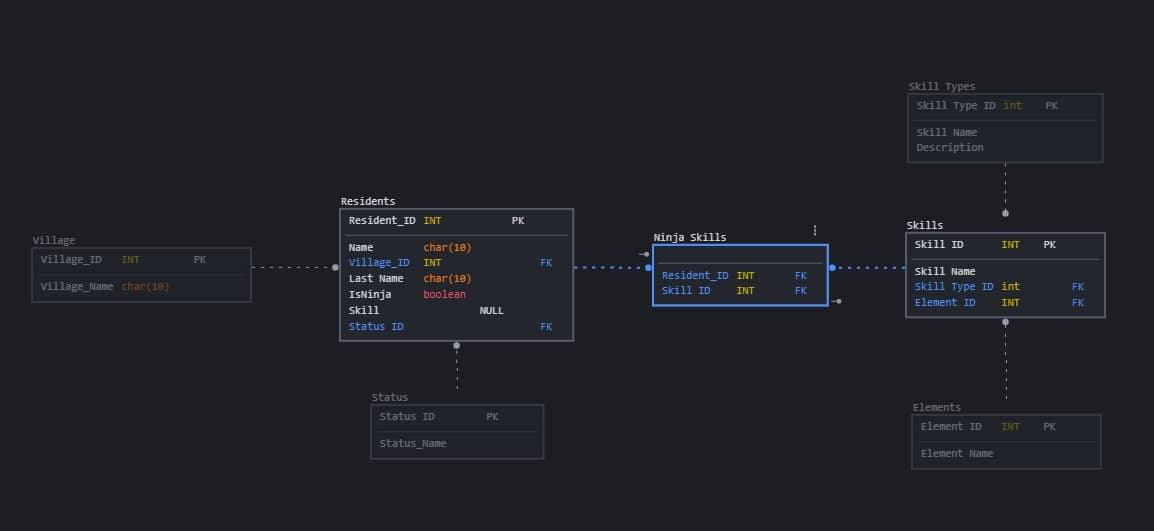 Village
Village_ID INT PK
Village_Name char(10)
Residents
Resident_ID INT PK
Name char(10)
Village_ID INT FK
Last Name char(10)
IsNinja boolean
Skill NULL
Status ID FK
Status
Status ID PK
Status_Name
Ninja Skills
Resident_ID INT FK
Skill ID INT FK
Skill Types
Skill Type ID int PK
Skill Name
Description
Skills
Skill ID INT PK
Skill Name
Skill Type ID int FK
Element ID INT FK
Elements
Element ID INT PK
Element Name